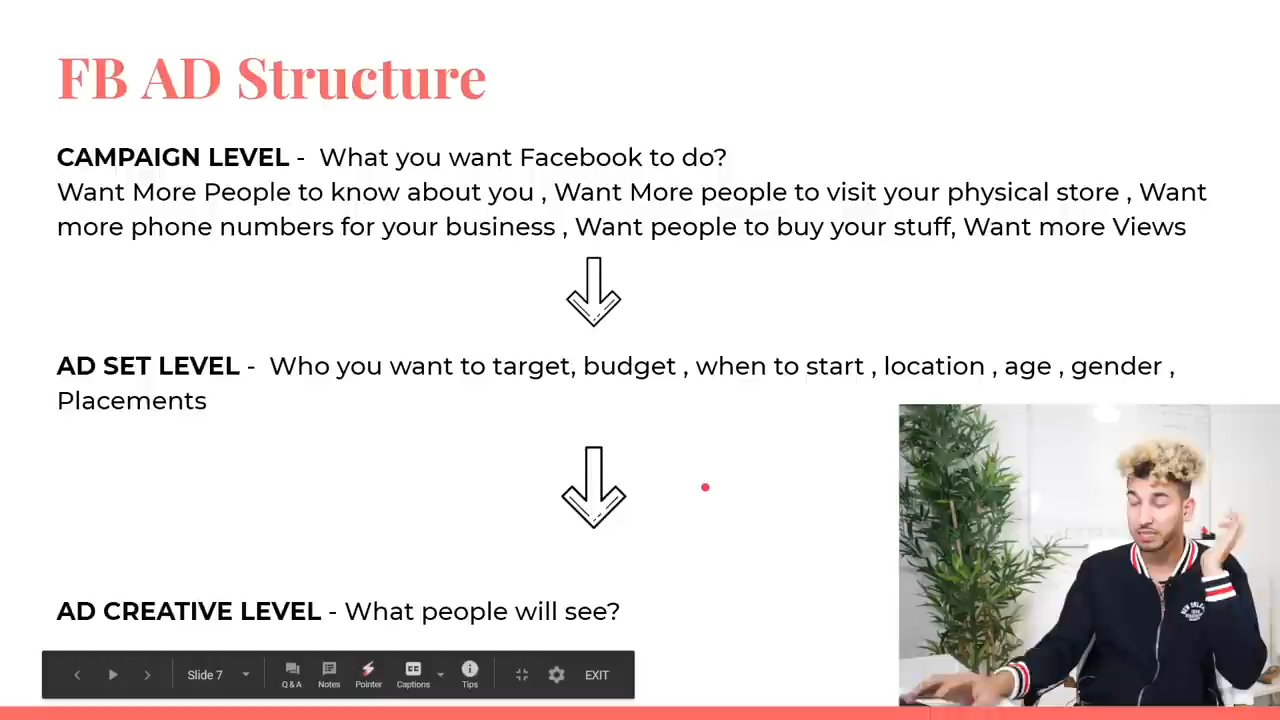 FB AD Structure
CAMPAIGN LEVEL - What you want Facebook to do?
Want More People to know about you , Want More people to visit your physical store , Want
more phone numbers for your business , Want people to buy your stuff, Want more Views
AD SET LEVEL - Who you want to target, budget , when to start , location , age , gender ,
Placements
AD CREATIVE LEVEL - What people will see?
Slide 7
Q & A
Notes
Pointer
CC
Captions
Tips
EXIT
NEW ORLEANS